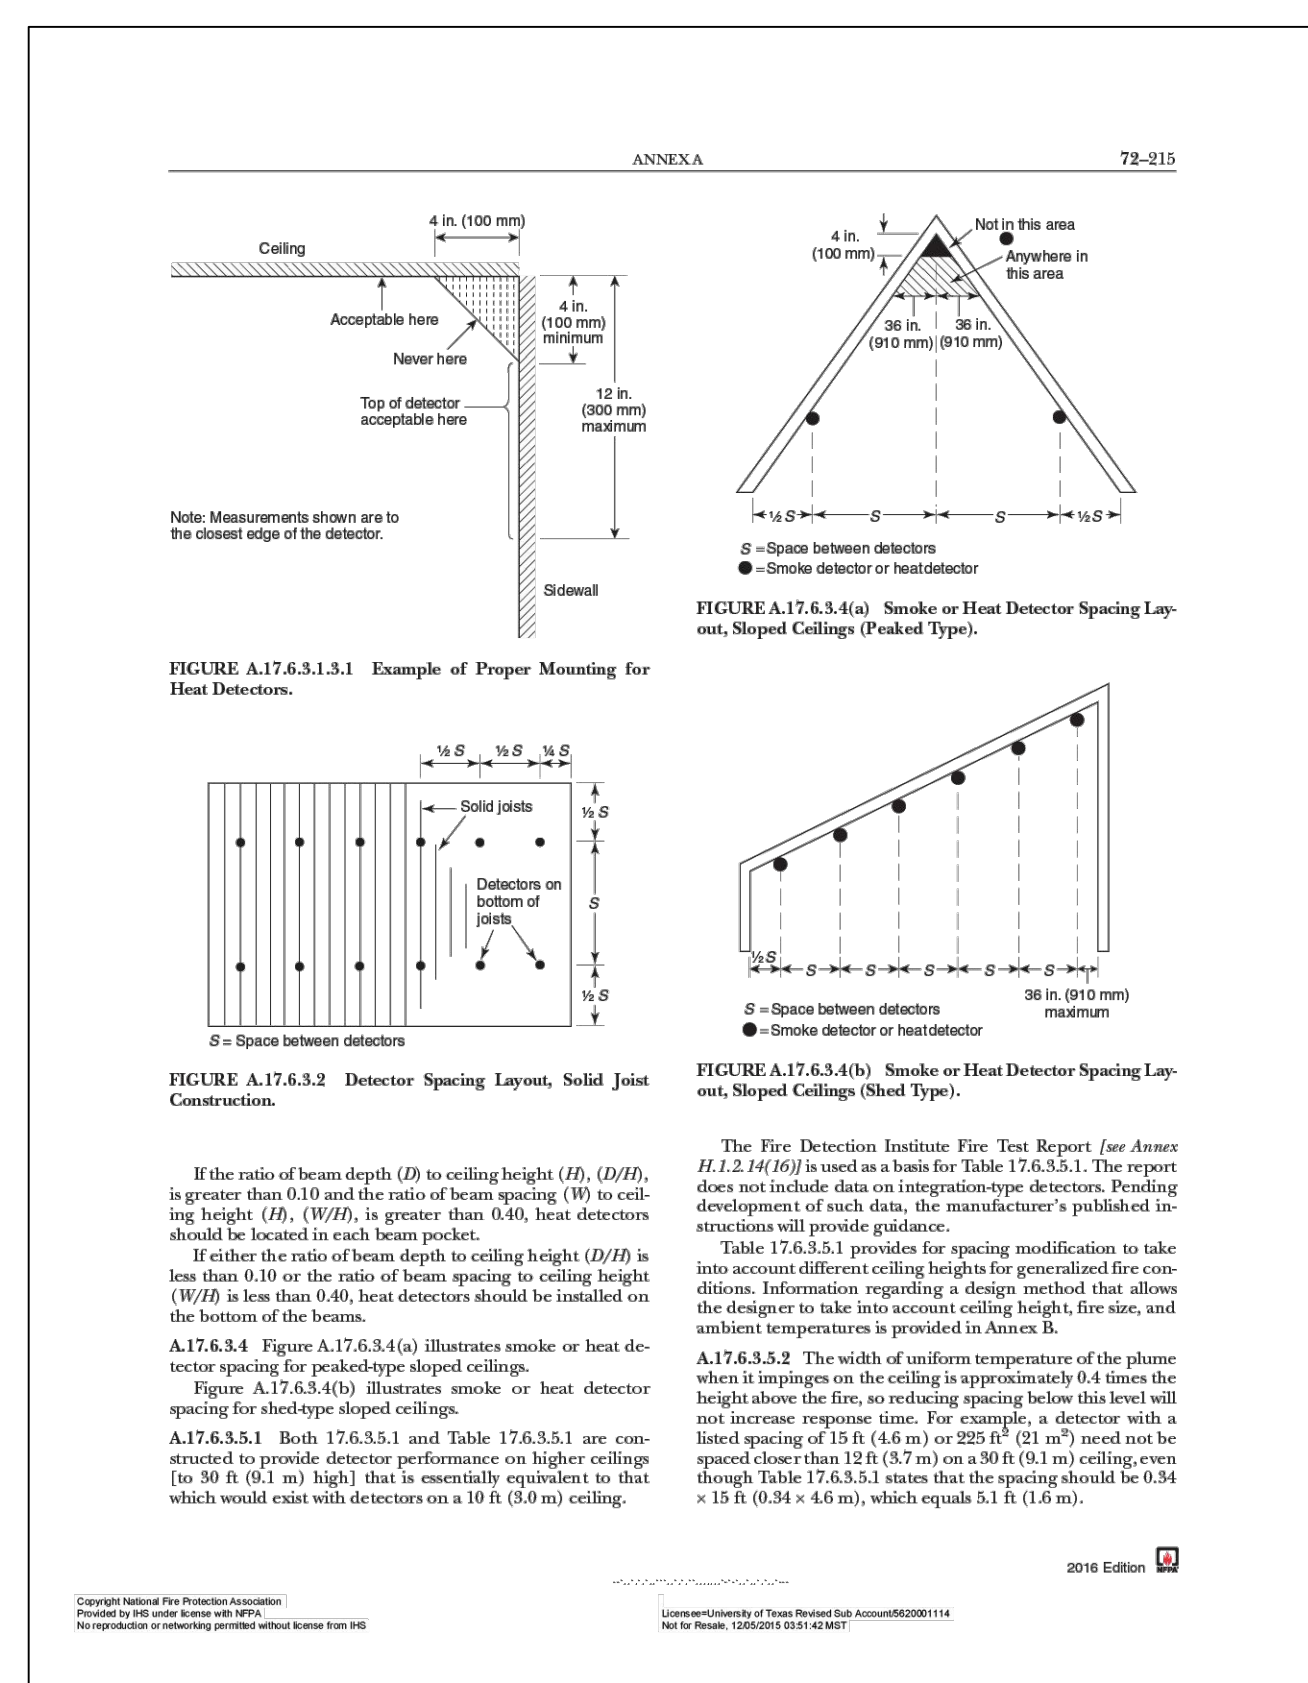 ANNEX A
72–215
4 in. (100 mm)
Ceiling
Acceptable here
Never here
4 in.
(100 mm)
minimum
Top of detector
acceptable here
12 in.
(300 mm)
maximum
Note: Measurements shown are to
the closest edge of the detector.
Sidewall
FIGURE A.17.6.3.1.3.1 Example of Proper Mounting for
Heat Detectors.
½ S
½ S
¼ S
Solid joists
½ S
Detectors on
bottom of
joists
S
½ S
S = Space between detectors
FIGURE A.17.6.3.2 Detector Spacing Layout, Solid Joist
Construction.
If the ratio of beam depth (D) to ceiling height (H), (D/H),
is greater than 0.10 and the ratio of beam spacing (W) to ceil-
ing height (H), (W/H), is greater than 0.40, heat detectors
should be located in each beam pocket.
If either the ratio of beam depth to ceiling height (D/H) is
less than 0.10 or the ratio of beam spacing to ceiling height
(W/H) is less than 0.40, heat detectors should be installed on
the bottom of the beams.
A.17.6.3.4 Figure A.17.6.3.4(a) illustrates smoke or heat de-
tector spacing for peaked-type sloped ceilings.
Figure A.17.6.3.4(b) illustrates smoke or heat detector
spacing for shed-type sloped ceilings.
A.17.6.3.5.1 Both 17.6.3.5.1 and Table 17.6.3.5.1 are con-
structed to provide detector performance on higher ceilings
[to 30 ft (9.1 m) high] that is essentially equivalent to that
which would exist with detectors on a 10 ft (3.0 m) ceiling.
4 in.
(100 mm)
Not in this area
Anywhere in
this area
36 in.
(910 mm)
36 in.
(910 mm)
½ S
S
S
½ S
S = Space between detectors
= Smoke detector or heat detector
FIGURE A.17.6.3.4(a) Smoke or Heat Detector Spacing Lay-
out, Sloped Ceilings (Peaked Type).
½ S
S
S
S
S
S
36 in. (910 mm)
maximum
S = Space between detectors
= Smoke detector or heat detector
FIGURE A.17.6.3.4(b) Smoke or Heat Detector Spacing Lay-
out, Sloped Ceilings (Shed Type).
The Fire Detection Institute Fire Test Report [see Annex
H.1.2.14(16)] is used as a basis for Table 17.6.3.5.1. The report
does not include data on integration-type detectors. Pending
development of such data, the manufacturer's published in-
structions will provide guidance.
Table 17.6.3.5.1 provides for spacing modification to take
into account different ceiling heights for generalized fire con-
ditions. Information regarding a design method that allows
the designer to take into account ceiling height, fire size, and
ambient temperatures is provided in Annex B.
A.17.6.3.5.2 The width of uniform temperature of the plume
when it impinges on the ceiling is approximately 0.4 times the
height above the fire, so reducing spacing below this level will
not increase response time. For example, a detector with a
listed spacing of 15 ft (4.6 m) or 225 ft² (21 m²) need not be
spaced closer than 12 ft (3.7 m) on a 30 ft (9.1 m) ceiling, even
though Table 17.6.3.5.1 states that the spacing should be 0.34
× 15 ft (0.34 × 4.6 m), which equals 5.1 ft (1.6 m).
2016 Edition
NFPA
Copyright National Fire Protection Association
Provided by IHS under license with NFPA
No reproduction or networking permitted without license from IHS
Licensee=University of Texas Revised Sub Account/5620001114
Not for Resale, 12/05/2015 03:51:42 MST